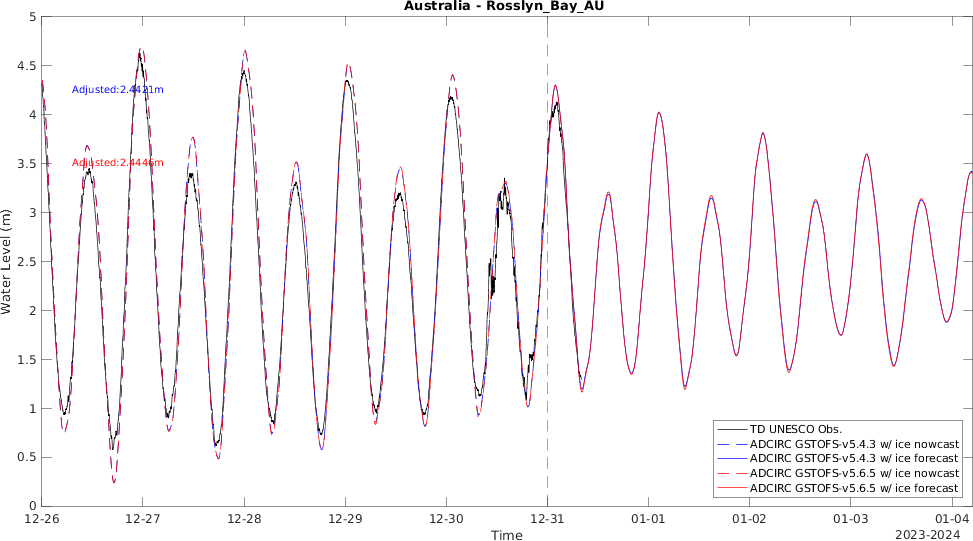 Australia - Rosslyn_Bay_AU
5
4.5
4
3.5
3
2.5
2
1.5
1
0.5
0
Water Level (m)
Adjusted:2.4421m
Adjusted:2.4446m
TD UNESCO Obs.
ADCIRC GSTOFS-v5.4.3 w/ ice nowcast
ADCIRC GSTOFS-v5.4.3 w/ ice forecast
ADCIRC GSTOFS-v5.6.5 w/ ice nowcast
ADCIRC GSTOFS-v5.6.5 w/ ice forecast
12-26 12-27 12-28 12-29 12-30 12-31 01-01 01-02 01-03 01-04
Time
2023-2024